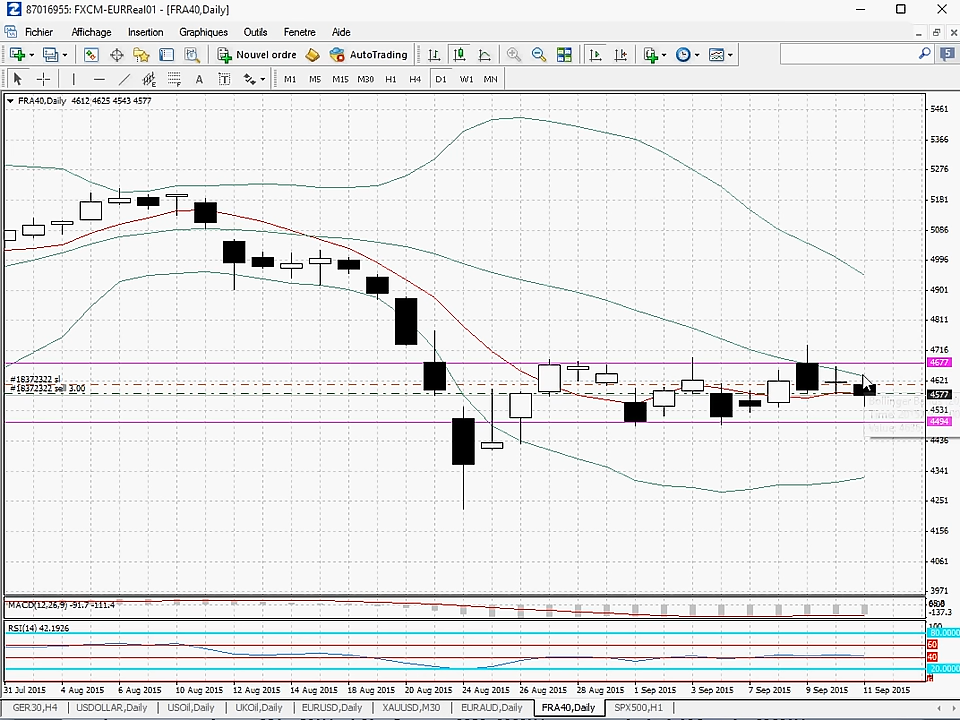 87016955: FXCM-EURReal01 - [FRA40,Daily]
Fichier Affichage Insertion Graphiques Outils Fenetre Aide
Nouvel ordre AutoTrading 5
A T M1 M5 M15 M30 H1 H4 D1 W1 MN
FRA40,Daily 4612 4625 4543 4577
5461
5366
5276
5181
5086
4996
4901
4811
4716
4677
#18372322 sl
4621
#18372322 sell 3.00
4577
4531
4494
4436
4341
4251
4156
4061
3971
MACD(12,26,9) -91.7 -111.4
-137.3
RSI(14) 42.1926
100
80.0000
60
40
20.0000
31 Jul 2015 4 Aug 2015 6 Aug 2015 10 Aug 2015 12 Aug 2015 14 Aug 2015 18 Aug 2015 20 Aug 2015 24 Aug 2015 26 Aug 2015 28 Aug 2015 1 Sep 2015 3 Sep 2015 7 Sep 2015 9 Sep 2015 11 Sep 2015
GER30,H4 USDOLLAR,Daily USOil,Daily UKOil,Daily EURUSD,Daily XAUUSD,M30 EURAUD,Daily FRA40,Daily SPX500,H1